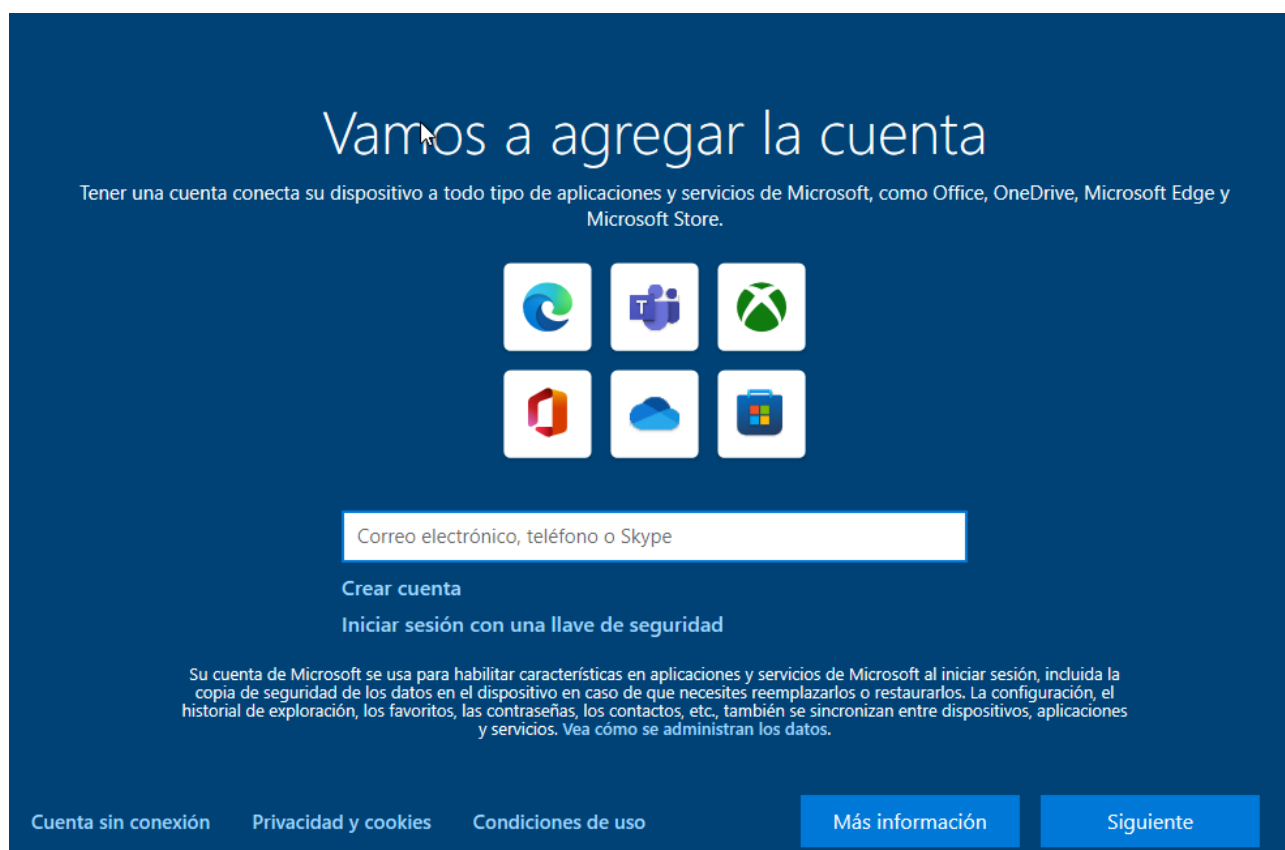 Vamos a agregar la cuenta
Tener una cuenta conecta su dispositivo a todo tipo de aplicaciones y servicios de Microsoft, como Office, OneDrive, Microsoft Edge y
Microsoft Store.
T
Correo electrónico, teléfono o Skype
Crear cuenta
Iniciar sesión con una llave de seguridad
Su cuenta de Microsoft se usa para habilitar características en aplicaciones y servicios de Microsoft al iniciar sesión, incluida la
copia de seguridad de los datos en el dispositivo en caso de que necesites reemplazarlos o restaurarlos. La configuración, el
historial de exploración, los favoritos, las contraseñas, los contactos, etc., también se sincronizan entre dispositivos, aplicaciones
y servicios. Vea cómo se administran los datos.
Cuenta sin conexión Privacidad y cookies Condiciones de uso Más información Siguiente